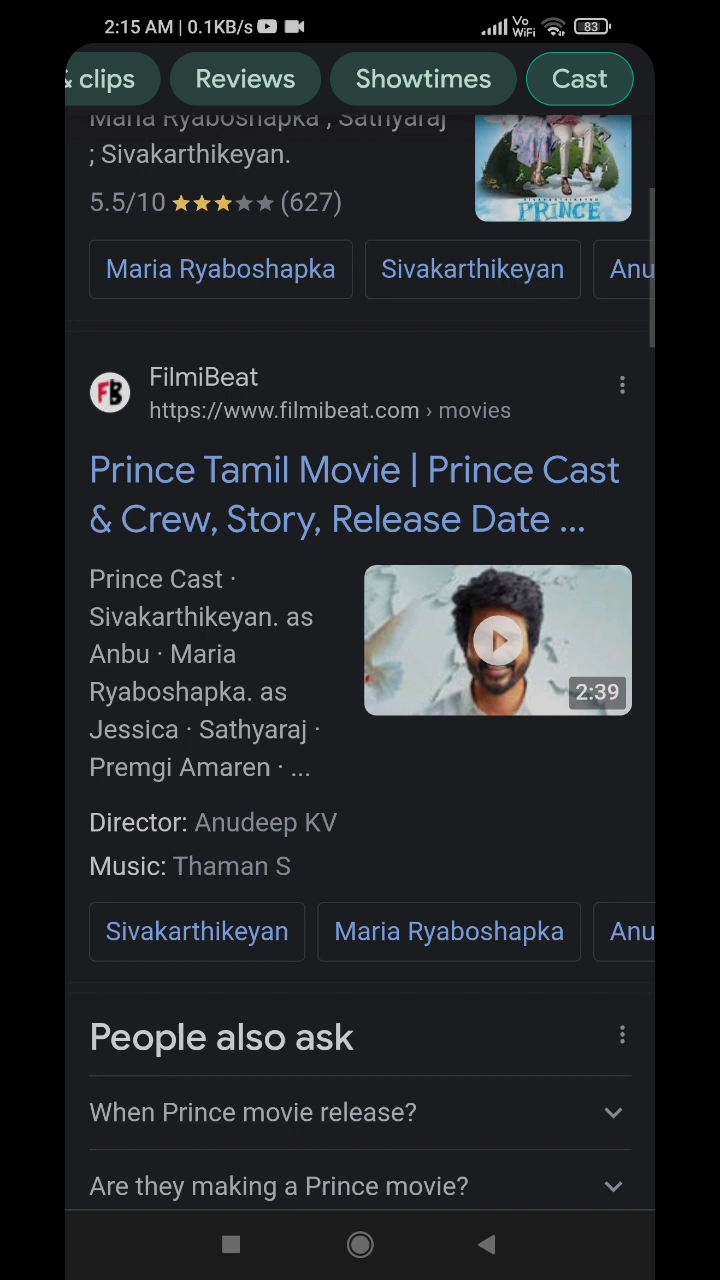 2:15 AM | 0.1KB/s Vo WiFi 83
& clips Reviews Showtimes Cast
Maria Ryaboshapka ; Sathyaraj
; Sivakarthikeyan.
5.5/10 (627)
PRINCE
Maria Ryaboshapka Sivakarthikeyan Anu
FB
FilmiBeat
https://www.filmibeat.com › movies
Prince Tamil Movie | Prince Cast
& Crew, Story, Release Date ...
Prince Cast ·
Sivakarthikeyan. as
Anbu · Maria
Ryaboshapka. as
Jessica · Sathyaraj ·
Premgi Amaren · ...
2:39
Director: Anudeep KV
Music: Thaman S
Sivakarthikeyan Maria Ryaboshapka Anu
People also ask
When Prince movie release?
Are they making a Prince movie?